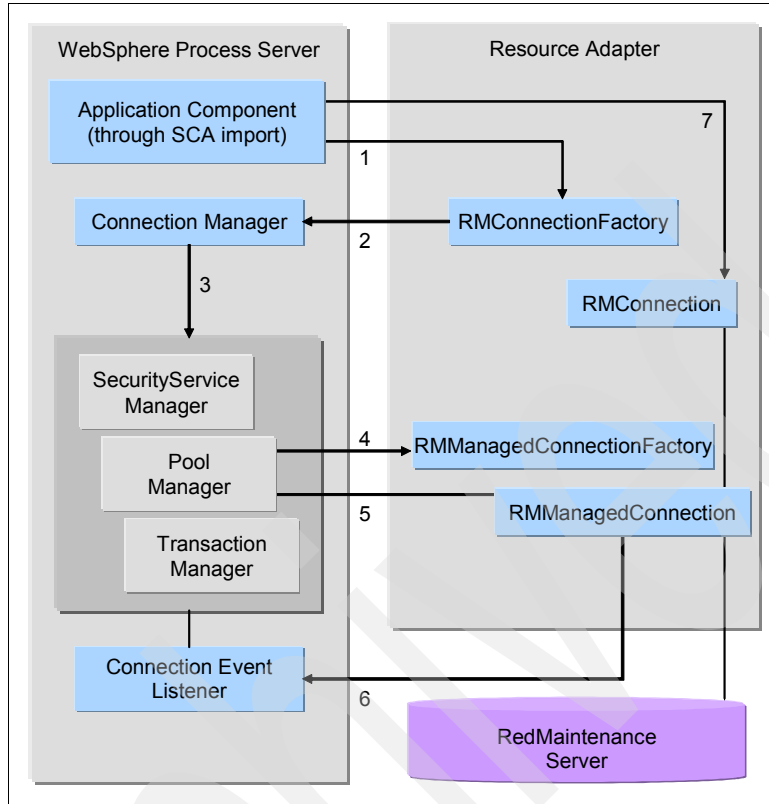 WebSphere Process Server
Resource Adapter
Application Component
(through SCA import)
7
1
Connection Manager
2
RMConnectionFactory
3
RMConnection
SecurityService
Manager
4
RMManagedConnectionFactory
Pool
Manager
5
RMManagedConnection
Transaction
Manager
Connection Event
Listener
6
RedMaintenance
Server